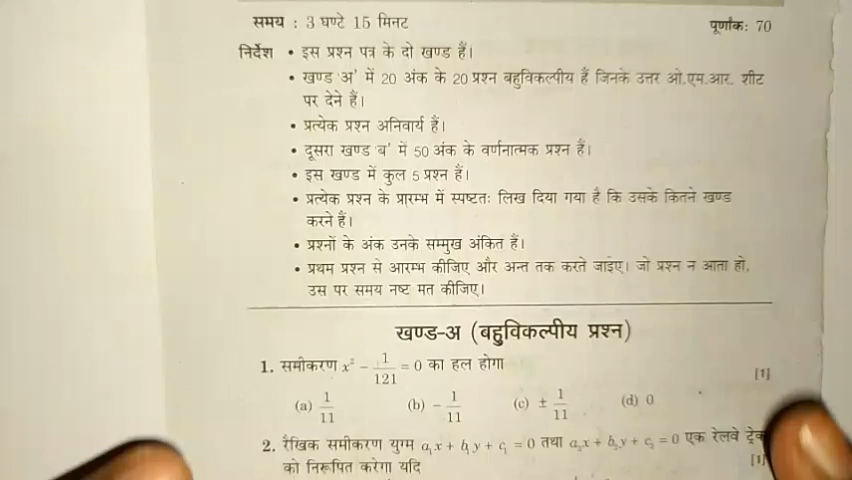 समय : 3 घण्टे 15 मिनट पूर्णांक: 70
निर्देश • इस प्रश्न पत्र के दो खण्ड हैं।
• खण्ड 'अ' में 20 अंक के 20 प्रश्न बहुविकल्पीय हैं जिनके उत्तर ओ.एम.आर. शीट
पर देने हैं।
• प्रत्येक प्रश्न अनिवार्य हैं।
• दूसरा खण्ड 'ब' में 50 अंक के वर्णनात्मक प्रश्न हैं।
• इस खण्ड में कुल 5 प्रश्न हैं।
• प्रत्येक प्रश्न के प्रारम्भ में स्पष्टतः लिख दिया गया है कि उसके कितने खण्ड
करने हैं।
• प्रश्नों के अंक उनके सम्मुख अंकित हैं।
• प्रथम प्रश्न से आरम्भ कीजिए और अन्त तक करते जाइए। जो प्रश्न न आता हो,
उस पर समय नष्ट मत कीजिए।
खण्ड-अ (बहुविकल्पीय प्रश्न)
1. समीकरण x² − 1/121 = 0 का हल होगा [1]
(a) 1/11 (b) − 1/11 (c) ± 1/11 (d) 0
2. रैखिक समीकरण युग्म a₁x + b₁y + c₁ = 0 तथा a₂x + b₂y + c₂ = 0 एक रेलवे
को निरूपित करेगा यदि [1]